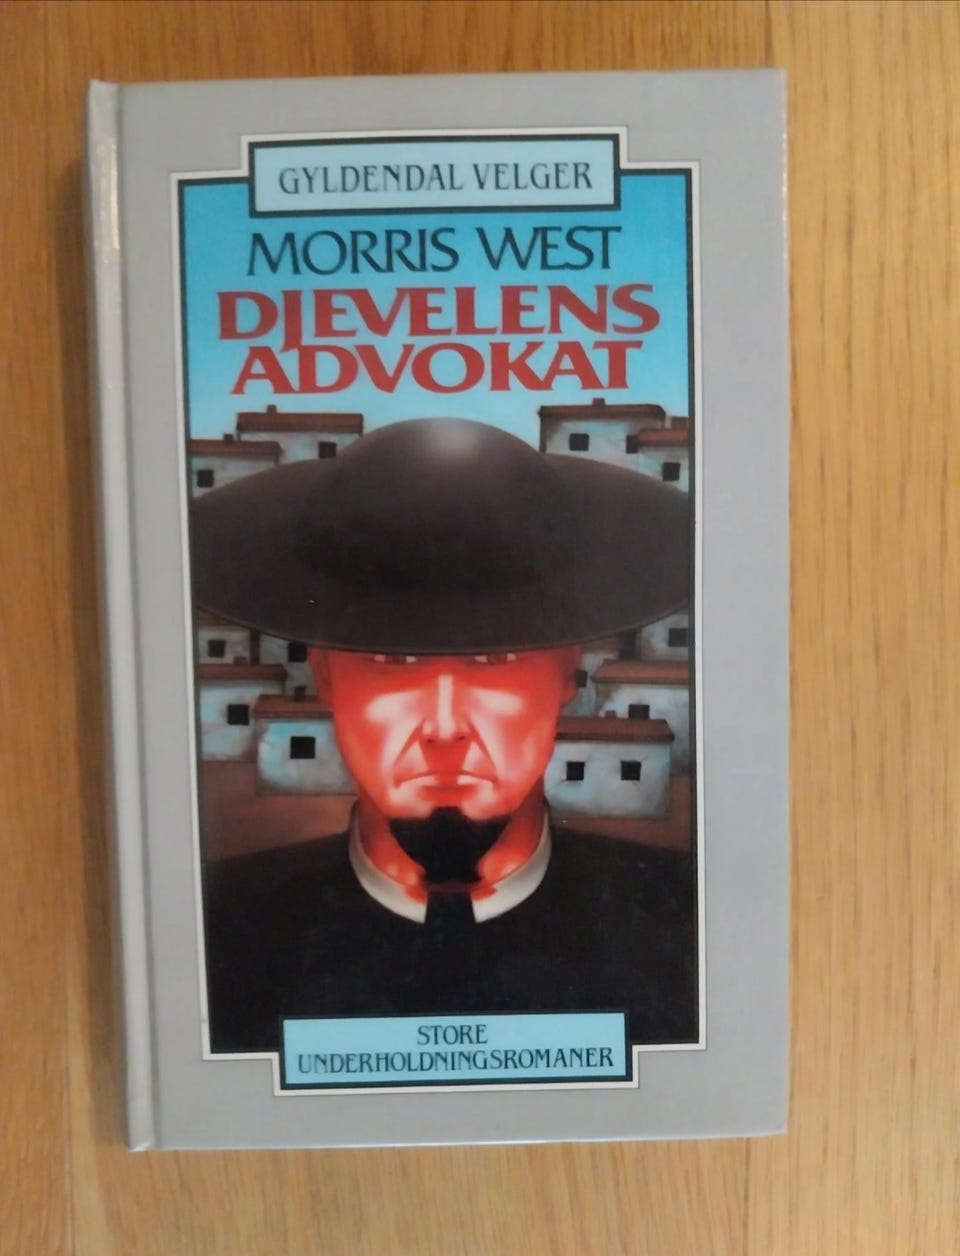 GYLDENDAL VELGER
MORRIS WEST
DJEVELENS
ADVOKAT
STORE
UNDERHOLDNINGSROMANER